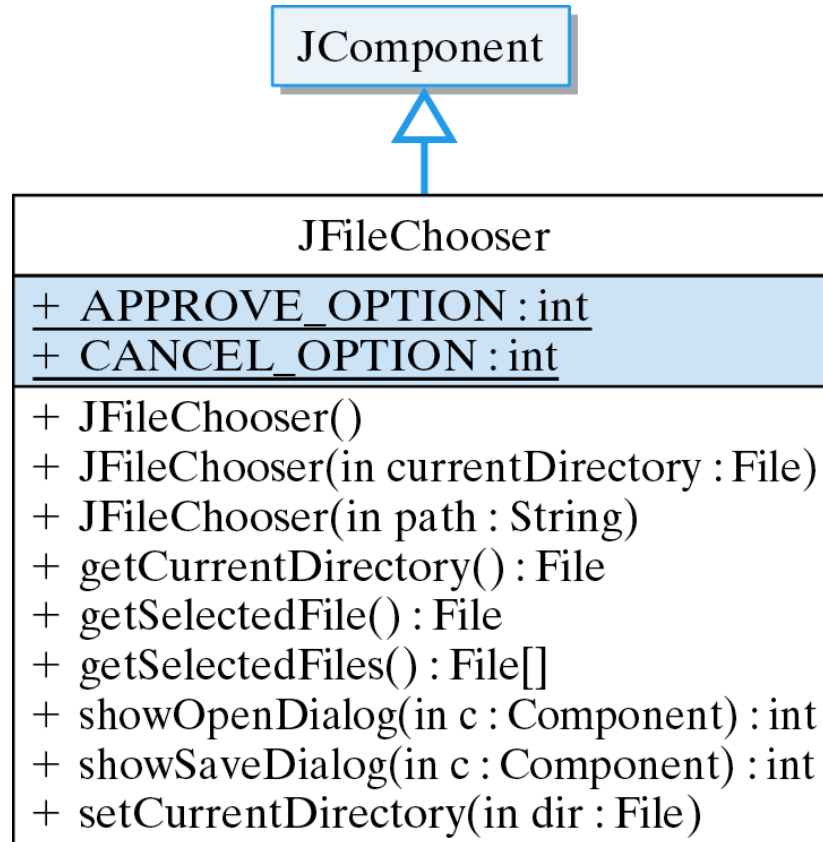 JComponent
JFileChooser
+ APPROVE_OPTION : int
+ CANCEL_OPTION : int
+ JFileChooser()
+ JFileChooser(in currentDirectory : File)
+ JFileChooser(in path : String)
+ getCurrentDirectory() : File
+ getSelectedFile() : File
+ getSelectedFiles() : File[]
+ showOpenDialog(in c : Component) : int
+ showSaveDialog(in c : Component) : int
+ setCurrentDirectory(in dir : File)